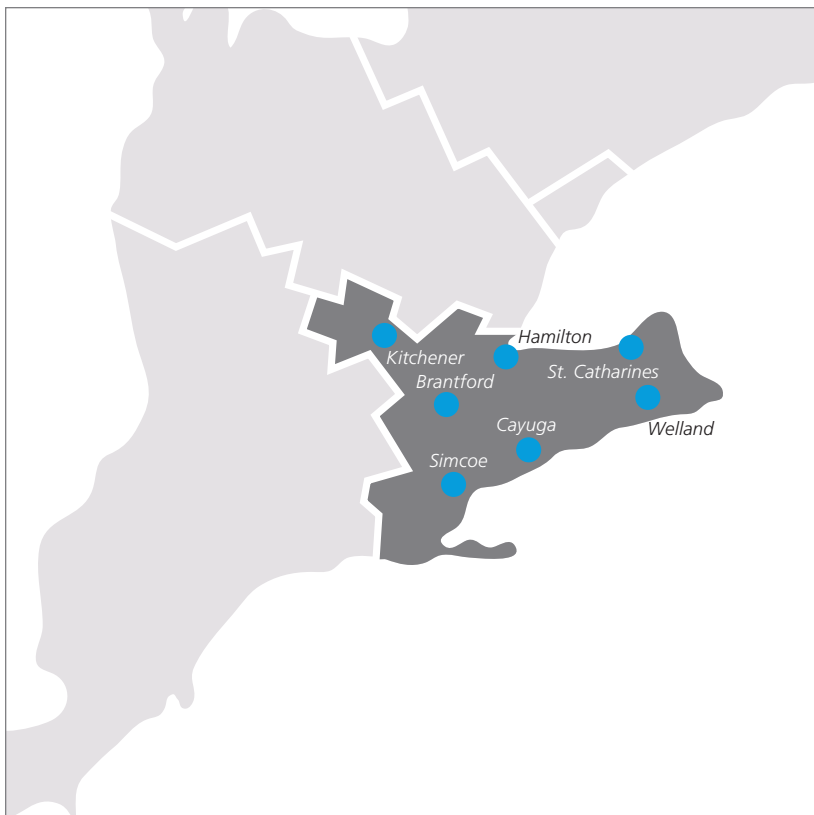 Hamilton
Kitchener
St. Catharines
Brantford
Cayuga
Welland
Simcoe